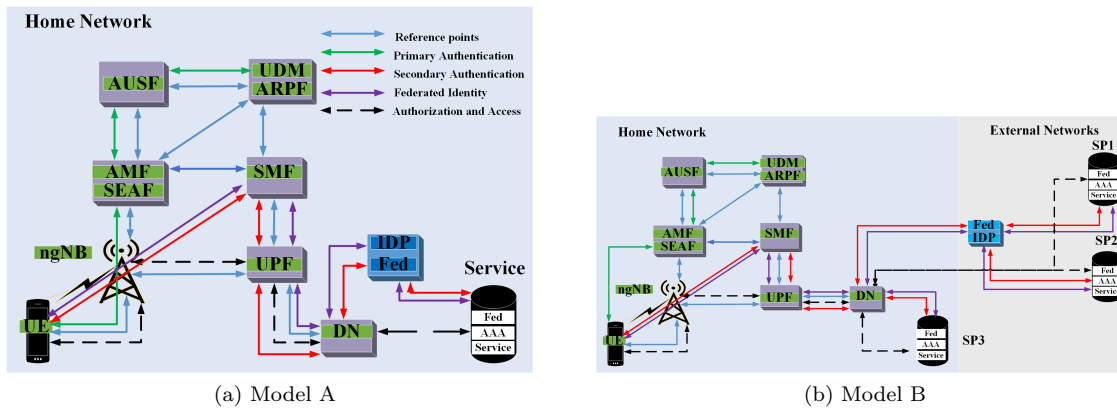 Home Network
Reference points
Primary Authentication
Secondary Authentication
Federated Identity
Authorization and Access
AUSF
UDM
ARPF
AMF
SEAF
SMF
ngNB
UPF
IDP
Fed
Service
UE
DN
Fed
AAA
Service
(a) Model A
Home Network
External Networks
SP1
AUSF
UDM
ARPF
Fed
AAA
Service
AMF
SEAF
SMF
Fed
IDP
SP2
ngNB
UPF
DN
Fed
AAA
Service
UE
Fed
AAA
Service
SP3
(b) Model B